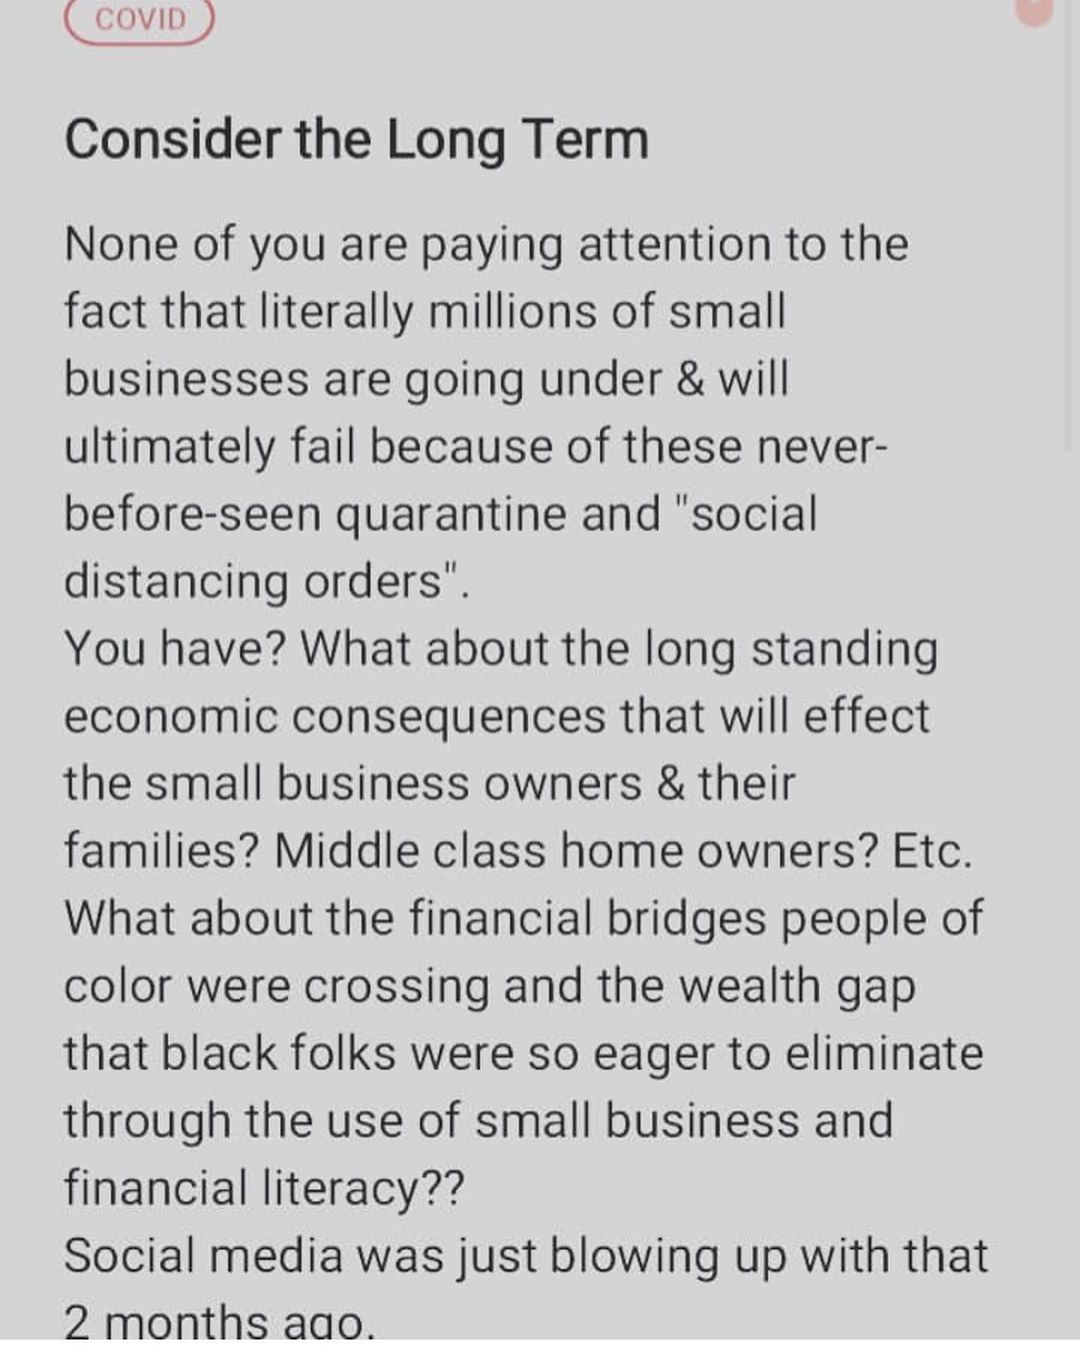 COVID
Consider the Long Term
None of you are paying attention to the
fact that literally millions of small
businesses are going under & will
ultimately fail because of these never-
before-seen quarantine and "social
distancing orders".
You have? What about the long standing
economic consequences that will effect
the small business owners & their
families? Middle class home owners? Etc.
What about the financial bridges people of
color were crossing and the wealth gap
that black folks were so eager to eliminate
through the use of small business and
financial literacy??
Social media was just blowing up with that
2 months ago.